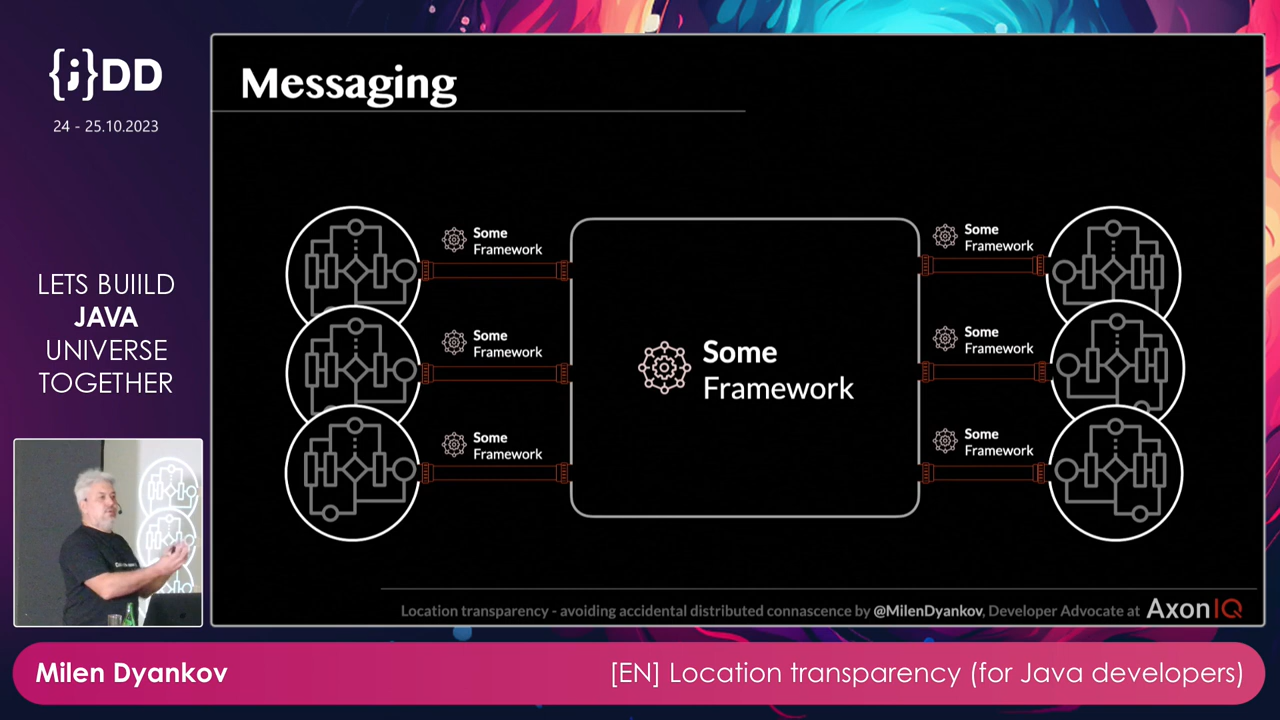 {j}DD
24 - 25.10.2023
LETS BUIILD
JAVA
UNIVERSE
TOGETHER
Messaging
Some
Framework
Some
Framework
Some
Framework
Some
Framework
Some
Framework
Some
Framework
Some
Framework
Location transparency - avoiding accidental distributed connascence by @MilenDyankov, Developer Advocate at AxonIQ
Milen Dyankov
[EN] Location transparency (for Java developers)